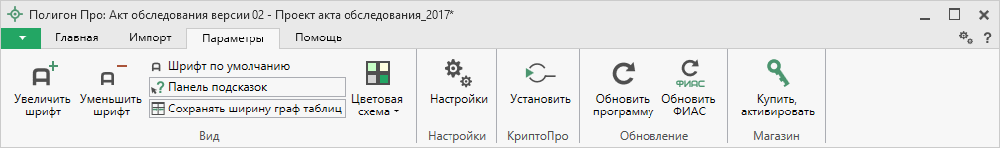 Полигон Про: Акт обследования версии 02 - Проект акта обследования_2017*
Главная Импорт Параметры Помощь ?
Увеличить шрифт
Уменьшить шрифт
Шрифт по умолчанию
Панель подсказок
Сохранять ширину граф таблиц
Цветовая схема
Вид
Настройки
Настройки
Установить
КриптоПро
Обновить программу
ФИАС
Обновить ФИАС
Обновление
Купить, активировать
Магазин